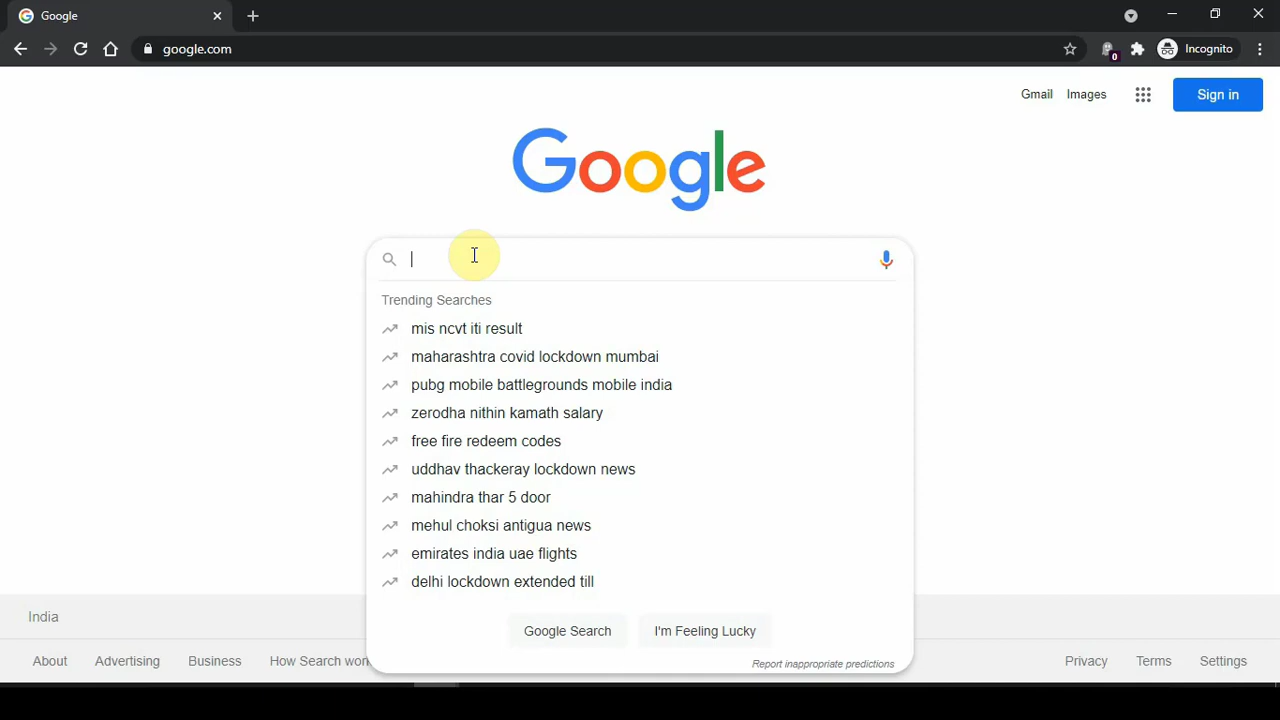 Google
google.com
0
Incognito
Gmail
Images
Sign in
Google
Trending Searches
mis ncvt iti result
maharashtra covid lockdown mumbai
pubg mobile battlegrounds mobile india
zerodha nithin kamath salary
free fire redeem codes
uddhav thackeray lockdown news
mahindra thar 5 door
mehul choksi antigua news
emirates india uae flights
delhi lockdown extended till
Google Search
I'm Feeling Lucky
Report inappropriate predictions
India
About
Advertising
Business
How Search
Privacy
Terms
Settings